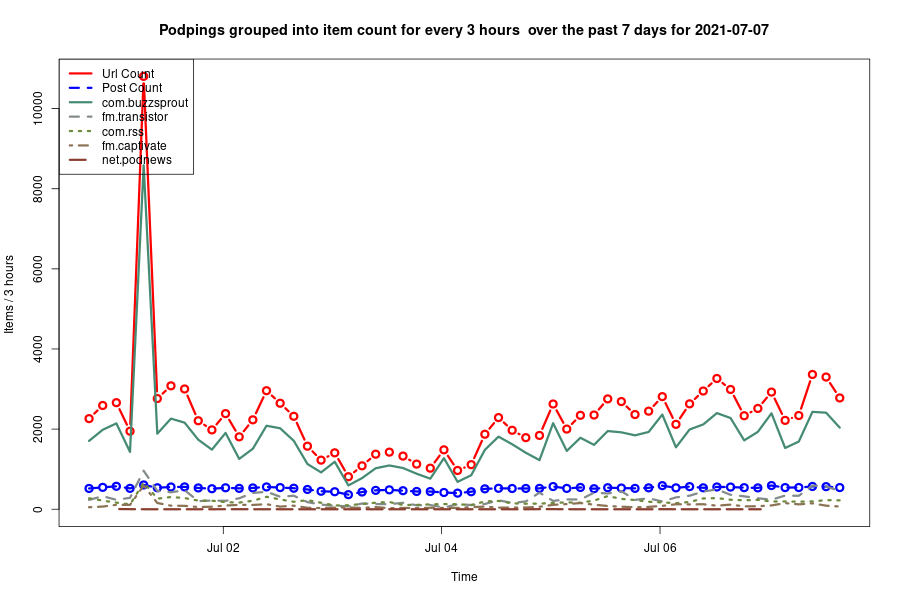 Podpings grouped into item count for every 3 hours  over the past 7 days for 2021-07-07
Url Count
Post Count
com.buzzsprout
fm.transistor
com.rss
fm.captivate
net.podnews
Items / 3 hours
10000
8000
6000
4000
2000
0
Jul 02
Jul 04
Jul 06
Time